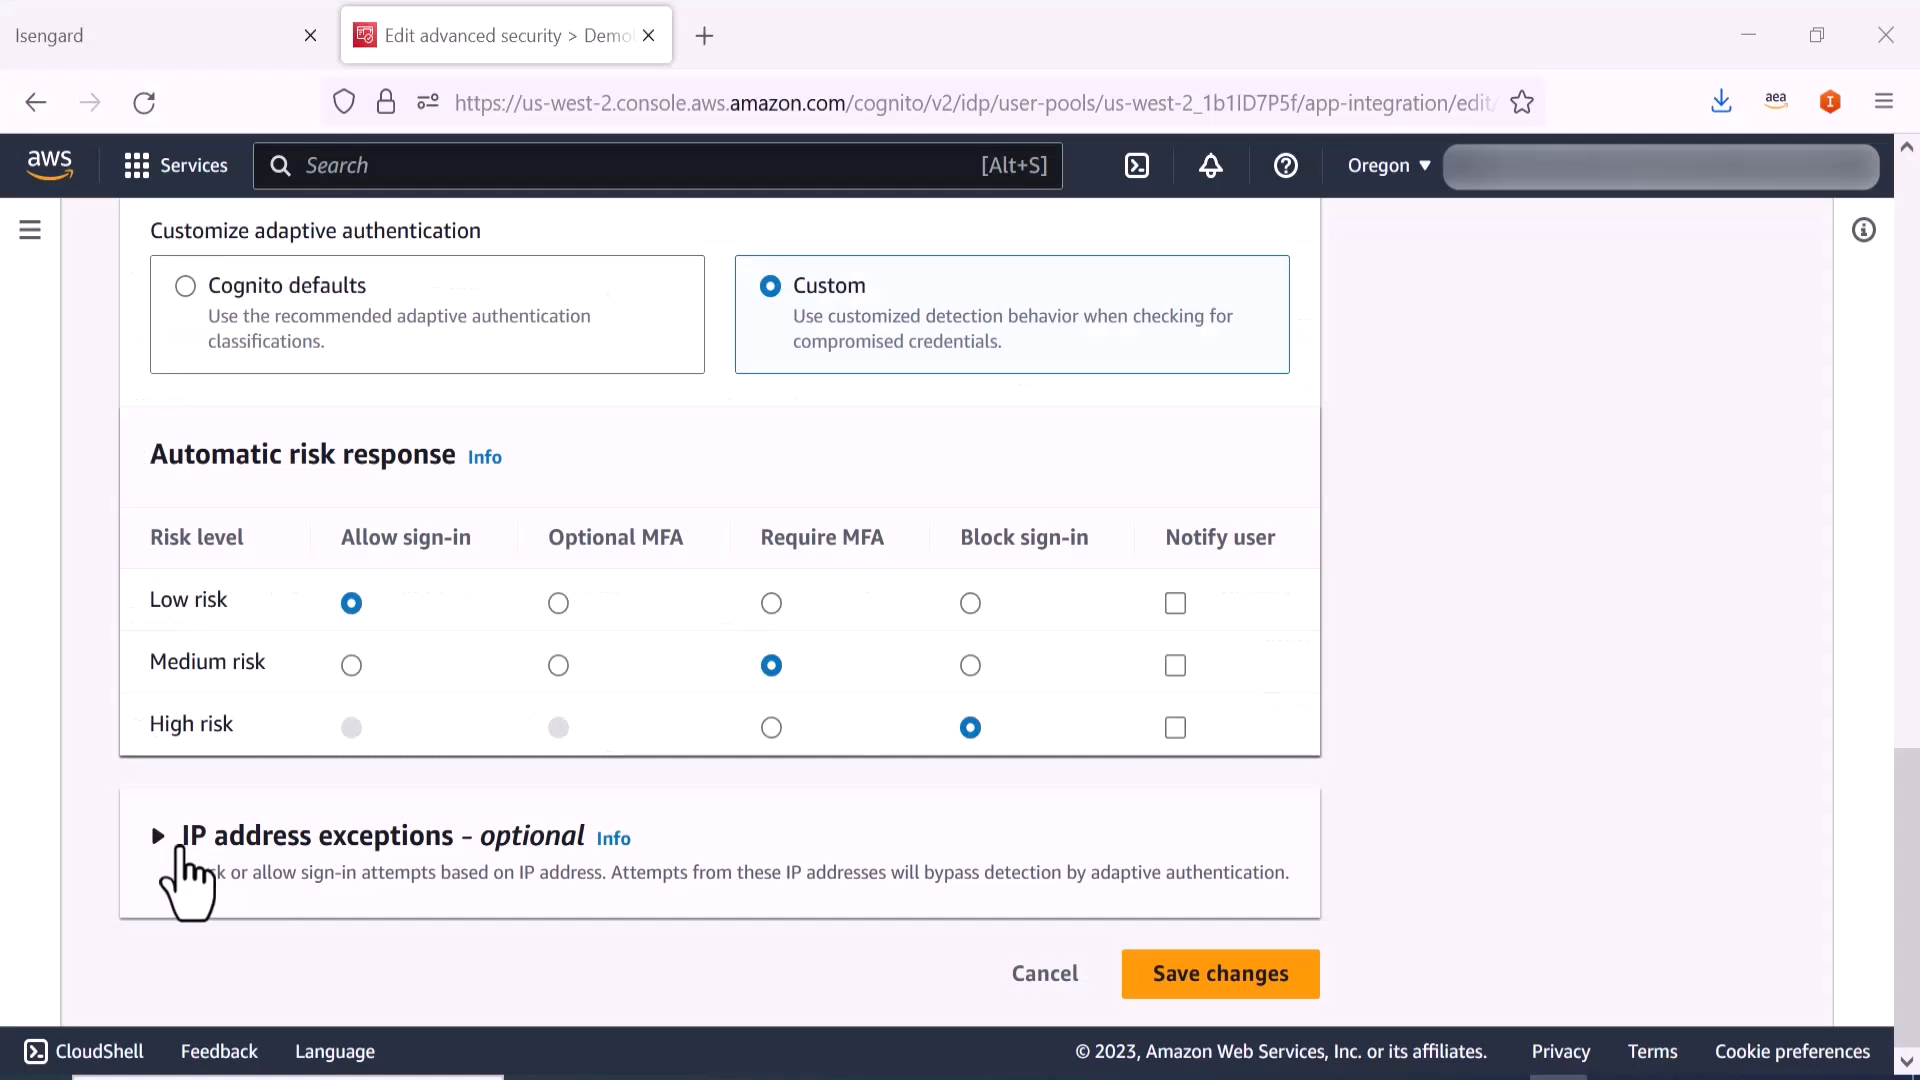 Isengard
Edit advanced security > Demo
https://us-west-2.console.aws.amazon.com/cognito/v2/idp/user-pools/us-west-2_1b1ID7P5f/app-integration/edit/
aea
aws
Services
Search
[Alt+S]
Oregon
Customize adaptive authentication
Cognito defaults
Use the recommended adaptive authentication
classifications.
Custom
Use customized detection behavior when checking for
compromised credentials.
Automatic risk response Info
Risk level Allow sign-in Optional MFA Require MFA Block sign-in Notify user
Low risk
Medium risk
High risk
IP address exceptions - optional Info
k or allow sign-in attempts based on IP address. Attempts from these IP addresses will bypass detection by adaptive authentication.
Cancel
Save changes
CloudShell Feedback Language © 2023, Amazon Web Services, Inc. or its affiliates. Privacy Terms Cookie preferences